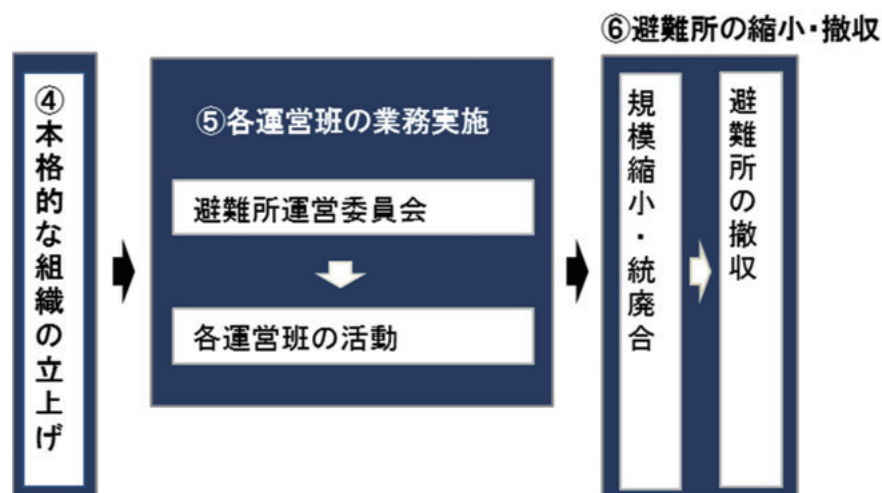 ④本格的な組織の立上げ
⑤各運営班の業務実施
避難所運営委員会
各運営班の活動
⑥避難所の縮小・撤収
規模縮小・統廃合
避難所の撤収